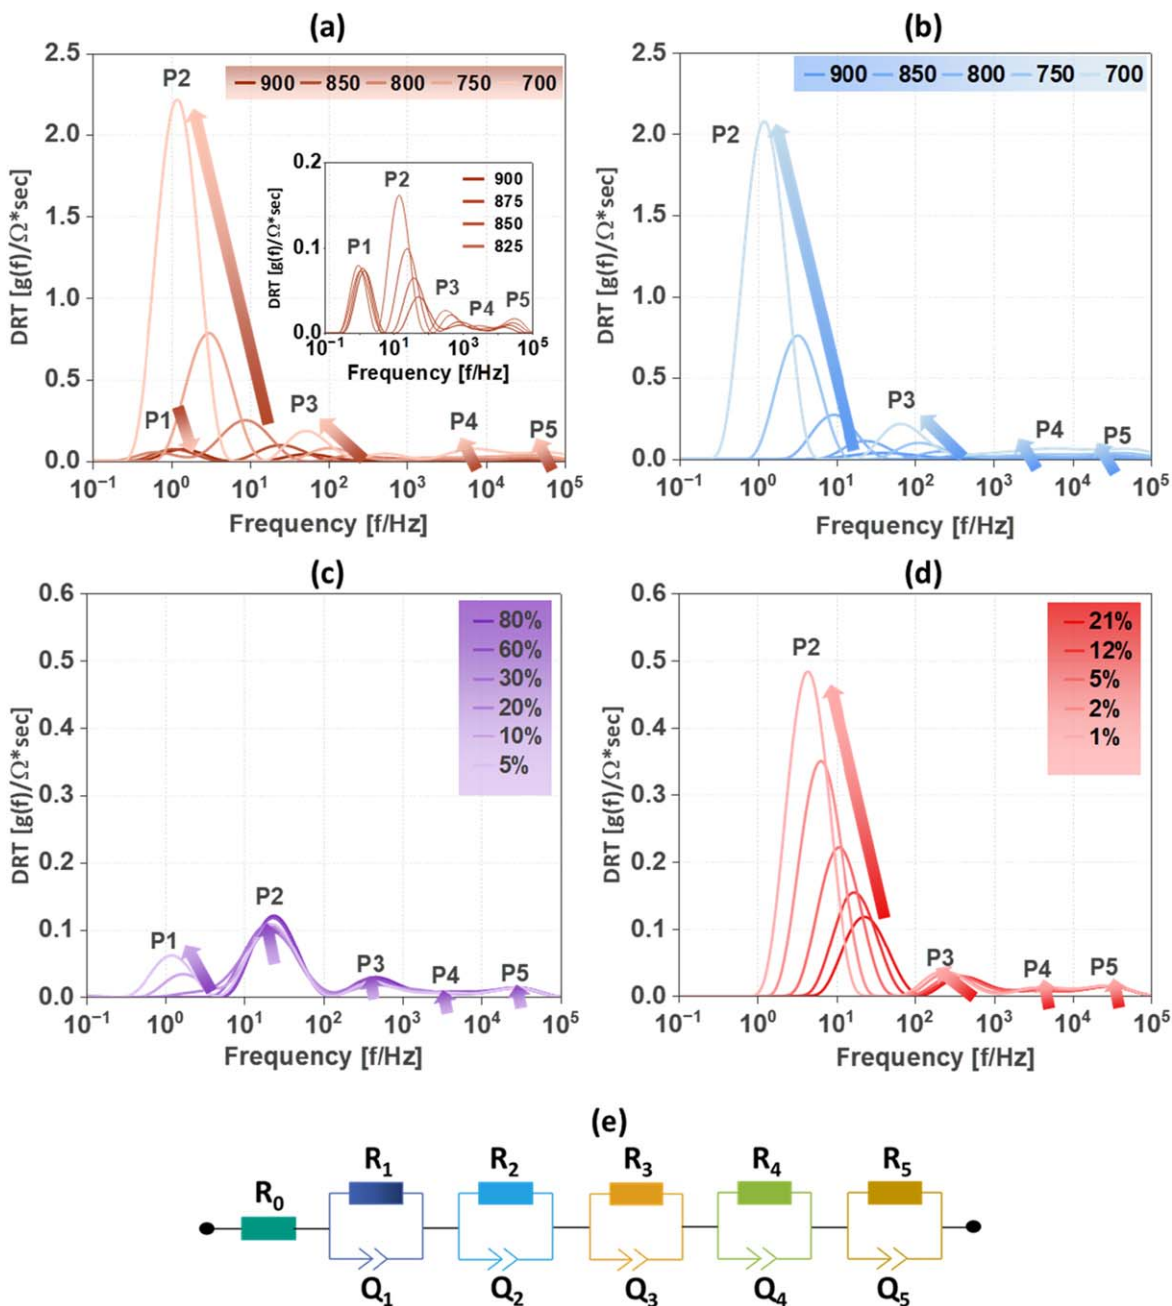 (a)
2.5
2.0
1.5
1.0
0.5
0.0
DRT [g(f)/Ω*sec]
900 850 800 750 700
P2
P1
P3
P4
P5
0.2
0.1
0.0
DRT [g(f)/Ω*sec]
900
875
850
825
P1
P2
P3
P4
P5
10⁻¹ 10¹ 10³ 10⁵
Frequency [f/Hz]
10⁻¹ 10⁰ 10¹ 10² 10³ 10⁴ 10⁵
Frequency [f/Hz]
(b)
2.5
2.0
1.5
1.0
0.5
0.0
DRT [g(f)/Ω*sec]
900 850 800 750 700
P2
P3
P4
P5
10⁻¹ 10⁰ 10¹ 10² 10³ 10⁴ 10⁵
Frequency [f/Hz]
(c)
0.6
0.5
0.4
0.3
0.2
0.1
0.0
DRT [g(f)/Ω*sec]
80%
60%
30%
20%
10%
5%
P1
P2
P3
P4
P5
10⁻¹ 10⁰ 10¹ 10² 10³ 10⁴ 10⁵
Frequency [f/Hz]
(d)
0.6
0.5
0.4
0.3
0.2
0.1
0.0
DRT [g(f)/Ω*sec]
21%
12%
5%
2%
1%
P2
P3
P4
P5
10⁻¹ 10⁰ 10¹ 10² 10³ 10⁴ 10⁵
Frequency [f/Hz]
(e)
R₀ R₁ R₂ R₃ R₄ R₅
Q₁ Q₂ Q₃ Q₄ Q₅